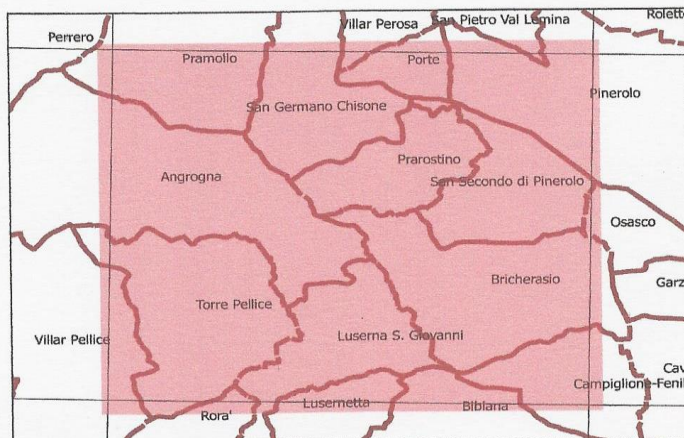 Villar Perosa
San Pietro Val Lemina
Rolett
Perrero
Pramollo
Porte
Pinerolo
San Germano Chisone
Prarostino
Angrogna
San Secondo di Pinerolo
Osasco
Bricherasio
Garz
Torre Pellice
Villar Pellice
Luserna S. Giovanni
Cav
Campiglione-Fenil
Rora'
Lusernetta
Bibiana